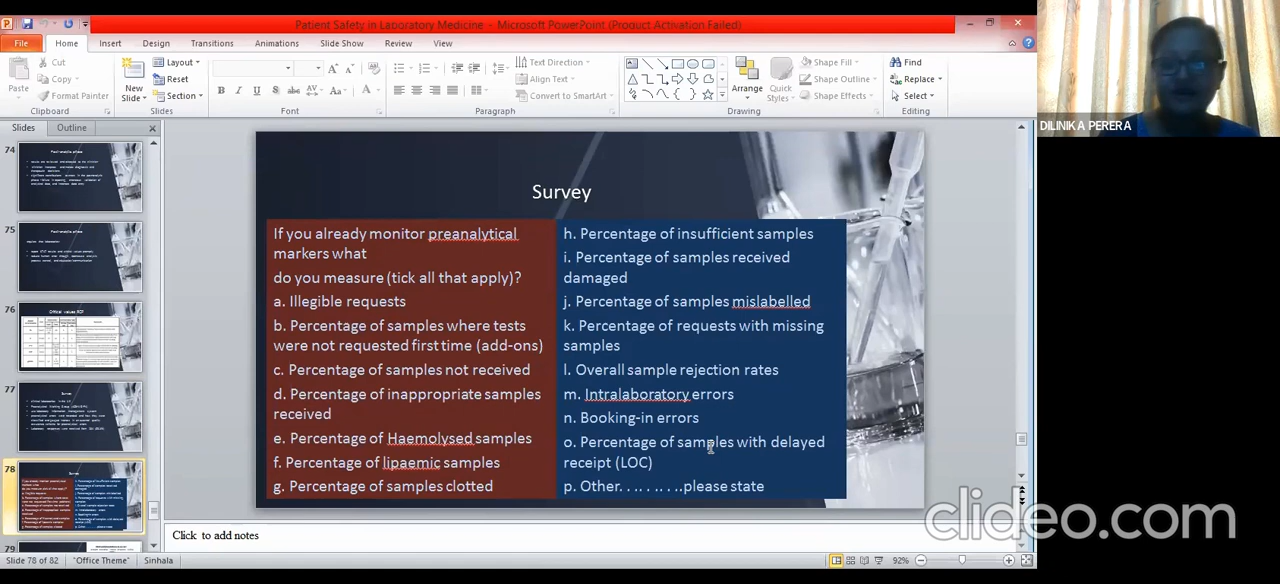 Patient Safety in Laboratory Medicine - Microsoft PowerPoint (Product Activation Failed)
File Home Insert Design Transitions Animations Slide Show Review View
Cut
Copy
Format Painter
Paste
Clipboard
New
Slide
Layout
Reset
Section
Slides
Font
Text Direction
Align Text
Convert to SmartArt
Paragraph
Arrange
Quick
Styles
Shape Fill
Shape Outline
Shape Effects
Drawing
Find
Replace
Select
Editing
DILINIKA PERERA
Slides Outline
74
75
76
77
78
79
Survey
If you already monitor preanalytical
markers what
do you measure (tick all that apply)?
a. Illegible requests
b. Percentage of samples where tests
were not requested first time (add-ons)
c. Percentage of samples not received
d. Percentage of inappropriate samples
received
e. Percentage of Haemolysed samples
f. Percentage of lipaemic samples
g. Percentage of samples clotted
h. Percentage of insufficient samples
i. Percentage of samples received
damaged
j. Percentage of samples mislabelled
k. Percentage of requests with missing
samples
l. Overall sample rejection rates
m. Intralaboratory errors
n. Booking-in errors
o. Percentage of samples with delayed
receipt (LOC)
p. Other. . . .. . .. . ..please state
Click to add notes
clideo.com
Slide 78 of 82 "Office Theme" Sinhala 92%